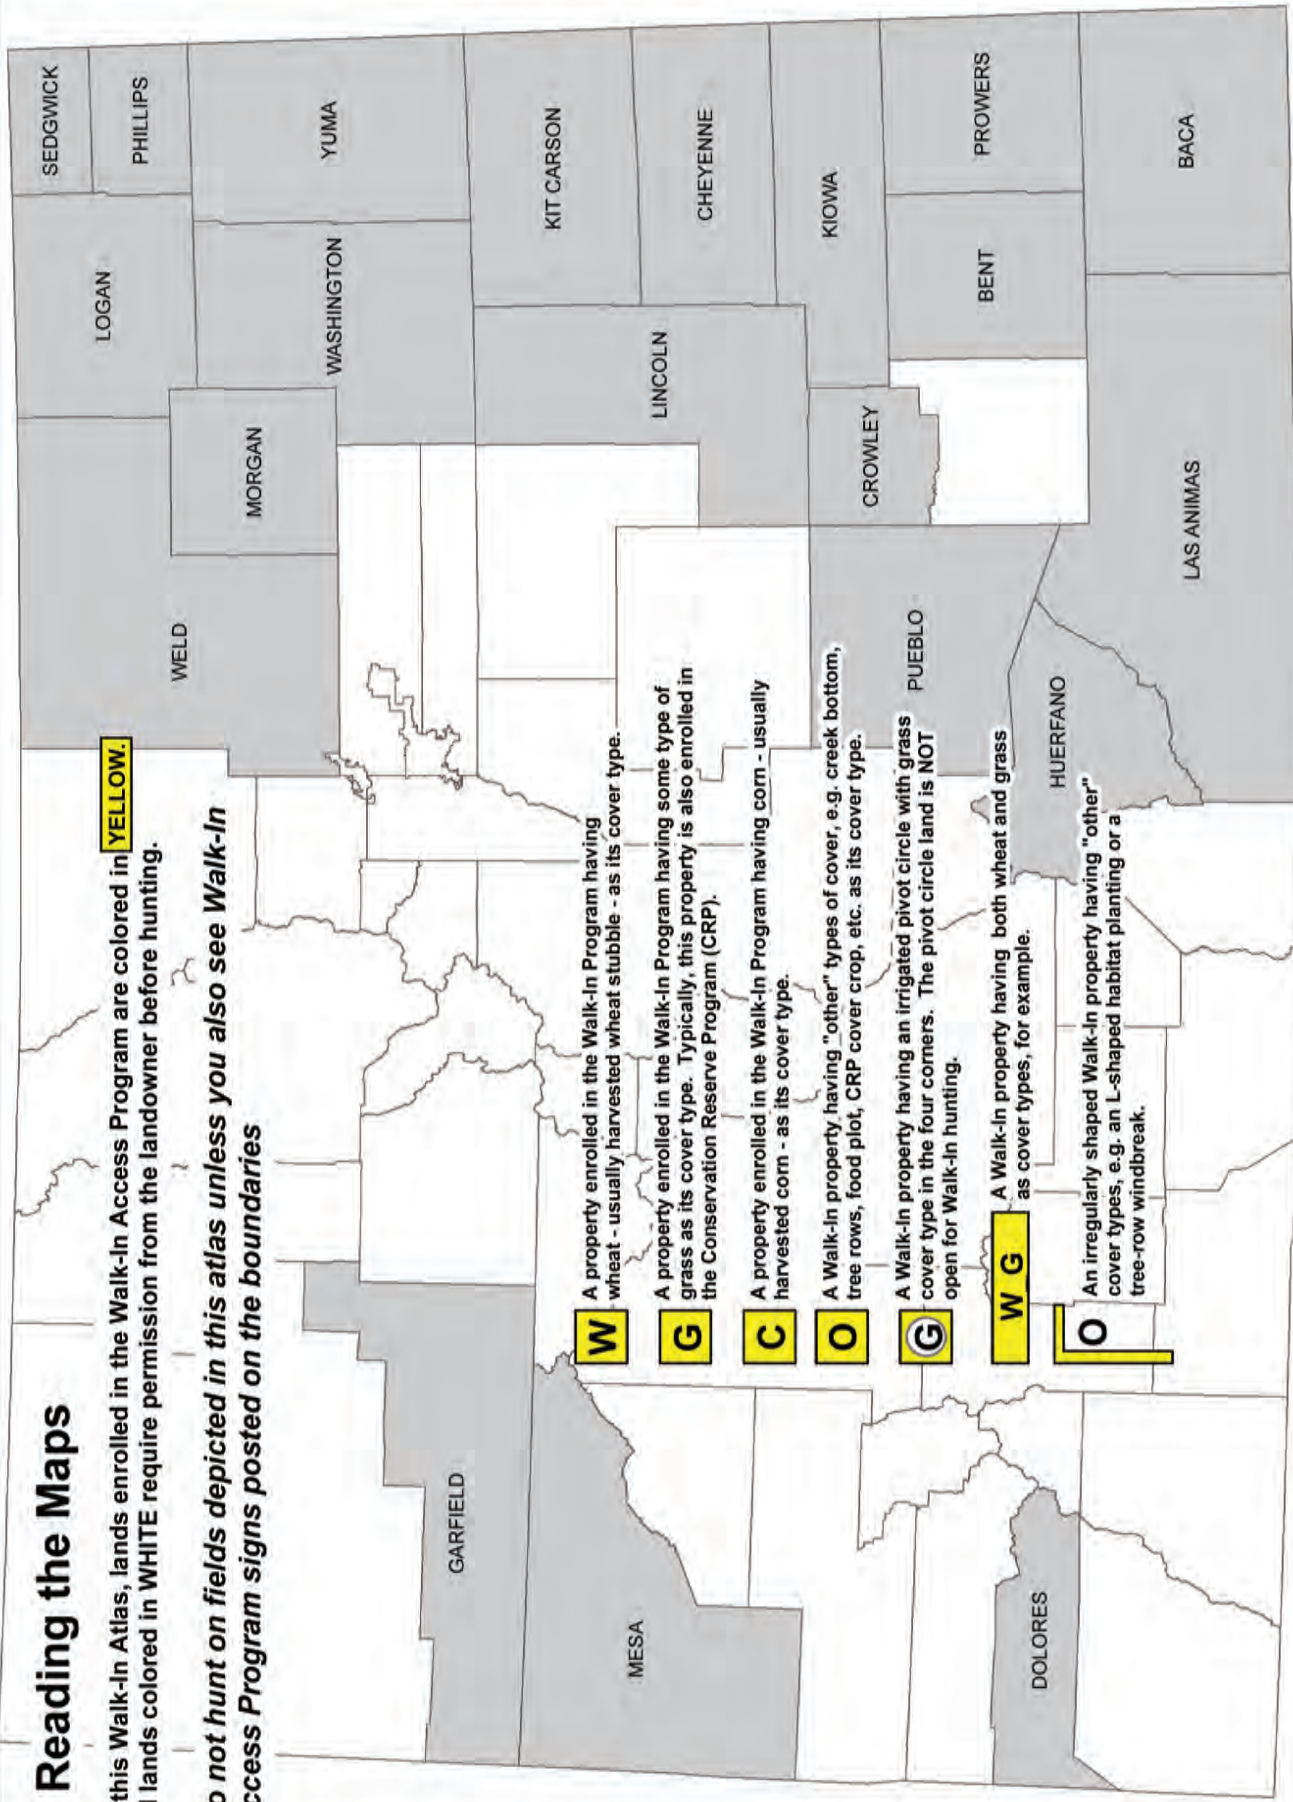 Reading the Maps
this Walk-In Atlas, lands enrolled in the Walk-In Access Program are colored in YELLOW.
lands colored in WHITE require permission from the landowner before hunting.
not hunt on fields depicted in this atlas unless you also see Walk-In
ccess Program signs posted on the boundaries
W
A property enrolled in the Walk-In Program having
wheat - usually harvested wheat stubble - as its cover type.
G
A property enrolled in the Walk-In Program having some type of
grass as its cover type. Typically, this property is also enrolled in
the Conservation Reserve Program (CRP).
C
A property enrolled in the Walk-In Program having corn - usually
harvested corn - as its cover type.
O
A Walk-In property having "other" types of cover, e.g. creek bottom,
tree rows, food plot, CRP cover crop, etc. as its cover type.
G
A Walk-In property having an irrigated pivot circle with grass
cover type in the four corners. The pivot circle land is NOT
open for Walk-In hunting.
W_G
A Walk-In property having both wheat and grass
as cover types, for example.
O
An irregularly shaped Walk-In property having "other"
cover types, e.g. an L-shaped habitat planting or a
tree-row windbreak.
SEDGWICK
LOGAN
PHILLIPS
WELD
MORGAN
WASHINGTON
YUMA
GARFIELD
KIT CARSON
LINCOLN
CHEYENNE
MESA
KIOWA
CROWLEY
PUEBLO
BENT
PROWERS
DOLORES
HUERFANO
LAS ANIMAS
BACA